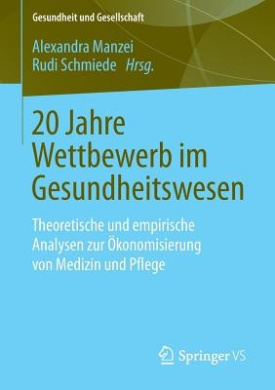 Gesundheit und Gesellschaft
Alexandra Manzei
Rudi Schmiede Hrsg.
20 Jahre
Wettbewerb im
Gesundheitswesen
Theoretische und empirische
Analysen zur Ökonomisierung
von Medizin und Pflege
Springer VS